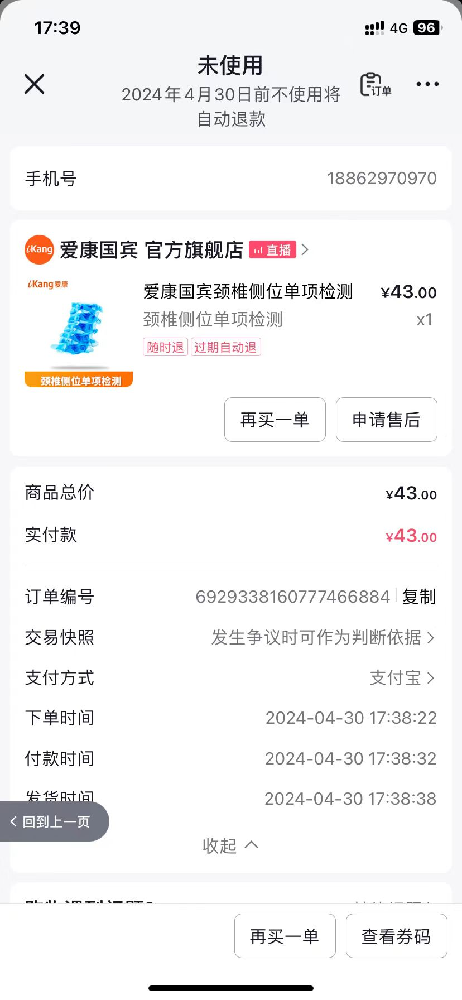 17:39
4G 96
未使用
2024年4月30日前不使用将
自动退款
订单
手机号 18862970970
iKang 爱康国宾 官方旗舰店 直播
iKang爱康
爱康国宾颈椎侧位单项检测 ¥43.00
颈椎侧位单项检测 x1
随时退 过期自动退
颈椎侧位单项检测
再买一单 申请售后
商品总价 ¥43.00
实付款 ¥43.00
订单编号 6929338160777466884 复制
交易快照 发生争议时可作为判断依据
支付方式 支付宝
下单时间 2024-04-30 17:38:22
付款时间 2024-04-30 17:38:32
发货时间 2024-04-30 17:38:38
回到上一页
收起
再买一单 查看券码